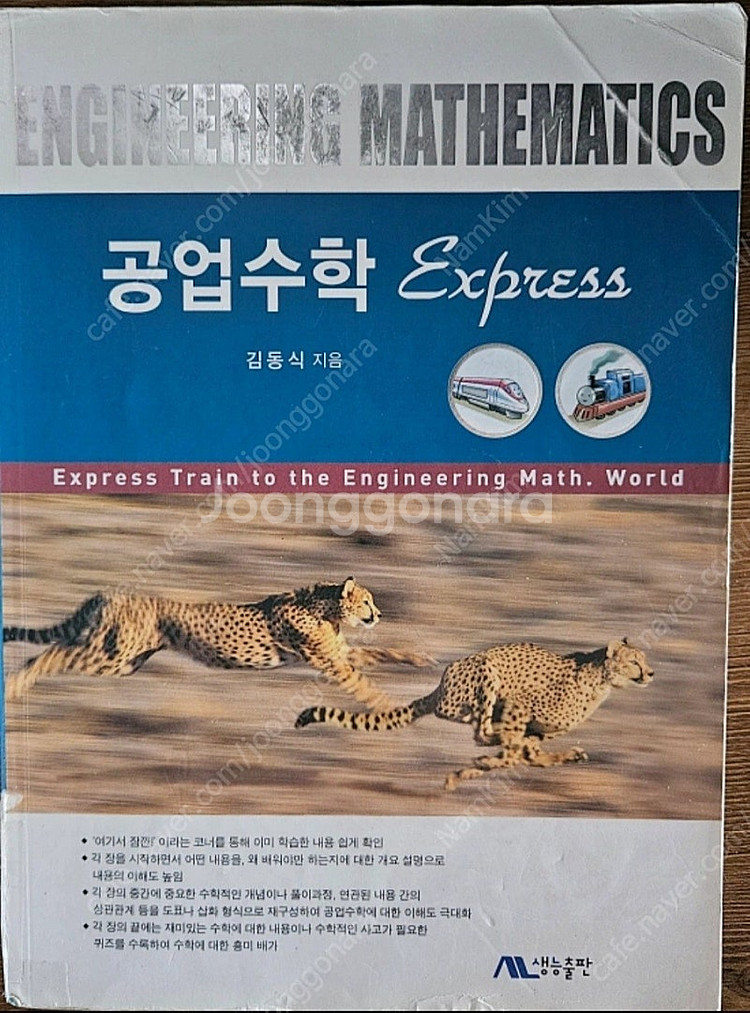 ENGINEERING MATHEMATICS
공업수학 Express
김동식 지음
Express Train to the Engineering Math. World
Joonggonara
◆ '여기서 잠깐!' 이라는 코너를 통해 이미 학습한 내용 쉽게 확인
◆ 각 장을 시작하면서 어떤 내용을, 왜 배워야만 하는지에 대한 개요 설명으로
내용의 이해도 높임
◆ 각 장의 중간에 중요한 수학적인 개념이나 풀이과정, 연관된 내용 간의
상관관계 등을 도표나 삽화 형식으로 재구성하여 공업수학에 대한 이해도 극대화
◆ 각 장의 끝에는 재미있는 수학에 대한 내용이나 수학적인 사고가 필요한
퀴즈를 수록하여 수학에 대한 흥미 배가
생능출판
cafe.naver.com/joonggonara
NamKim